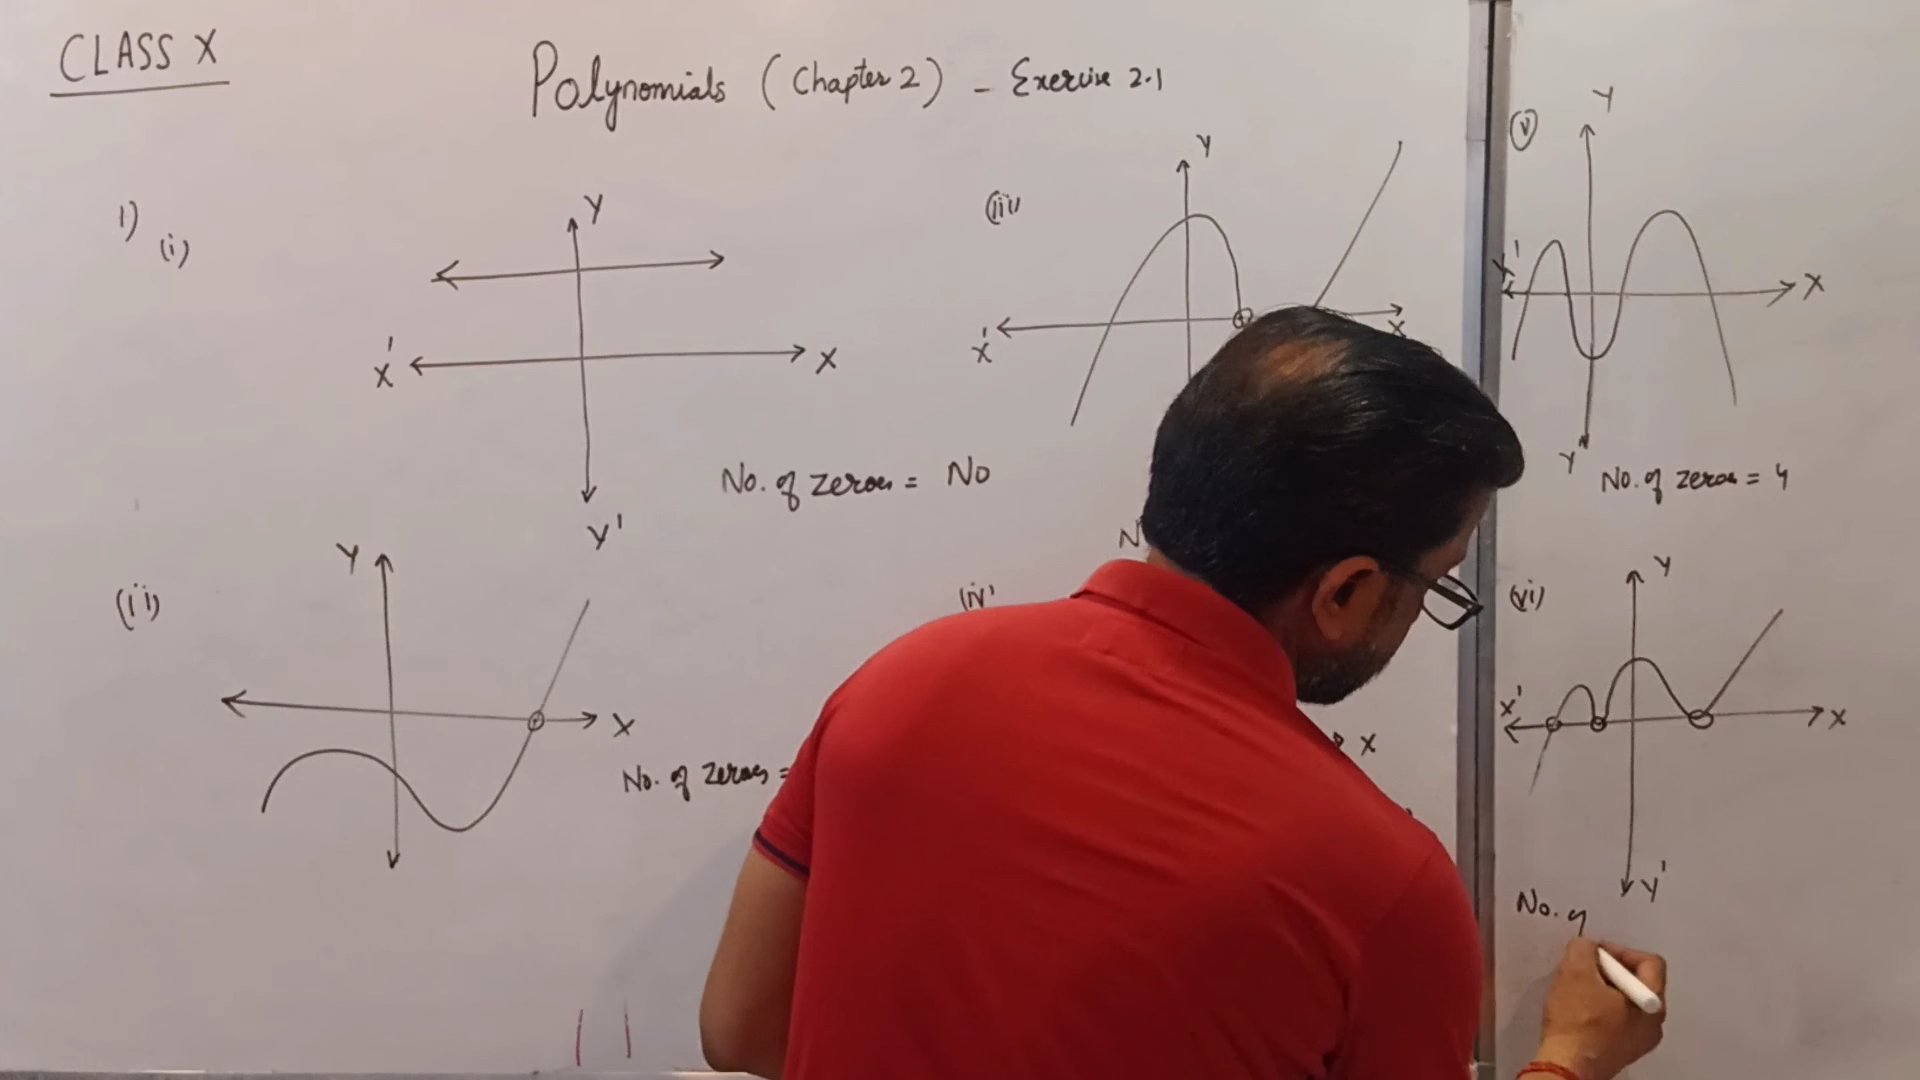 CLASS X
Polynomials (Chapter 2) - Exercise 2.1
1)
(i)
Y
X' X
Y'
No. of zeroes = No
(ii)
Y
X
No. of zeroes =
(iii)
Y
X' X
N
(iv)
X
(v)
Y
X' X
Y'
No. of zeroes = 4
(vi)
Y
X' X
Y'
No. of